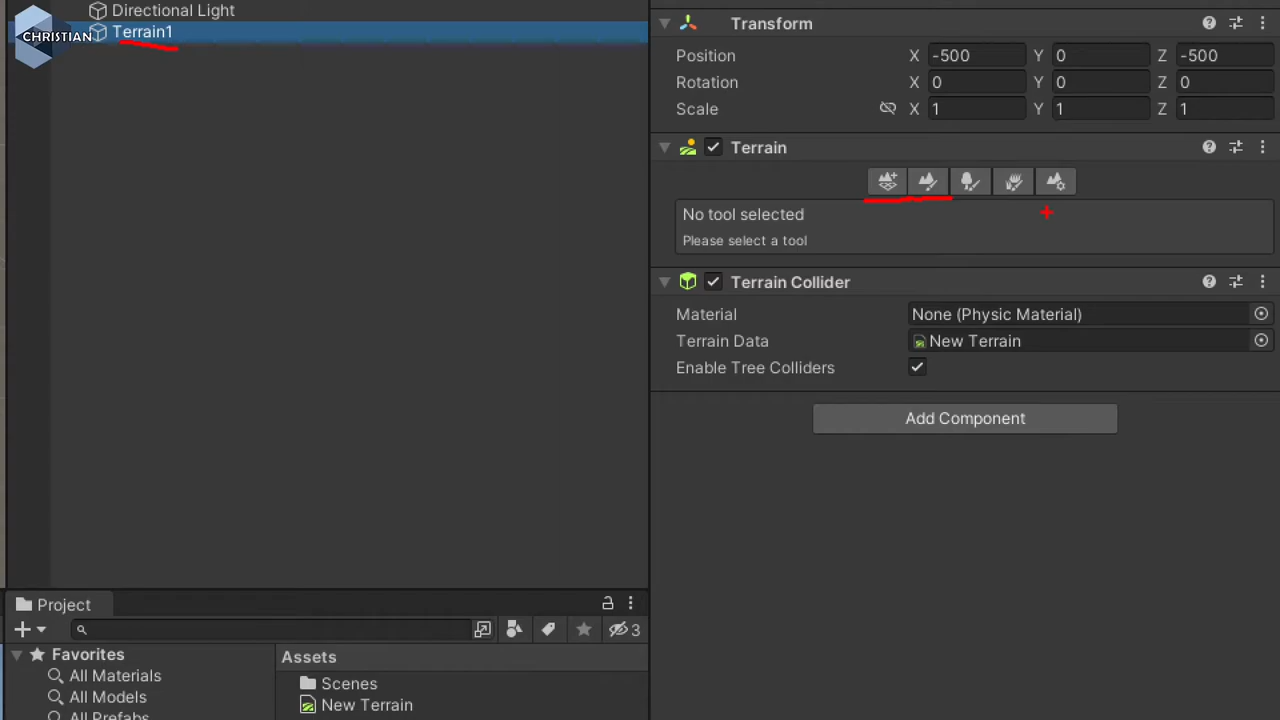 Directional Light
CHRISTIAN
Terrain1
Transform
Position X -500 Y 0 Z -500
Rotation X 0 Y 0 Z 0
Scale X 1 Y 1 Z 1
Terrain
No tool selected
Please select a tool
Terrain Collider
Material None (Physic Material)
Terrain Data New Terrain
Enable Tree Colliders
Add Component
Project
3
Favorites
All Materials
All Models
All Prefabs
Assets
Scenes
New Terrain